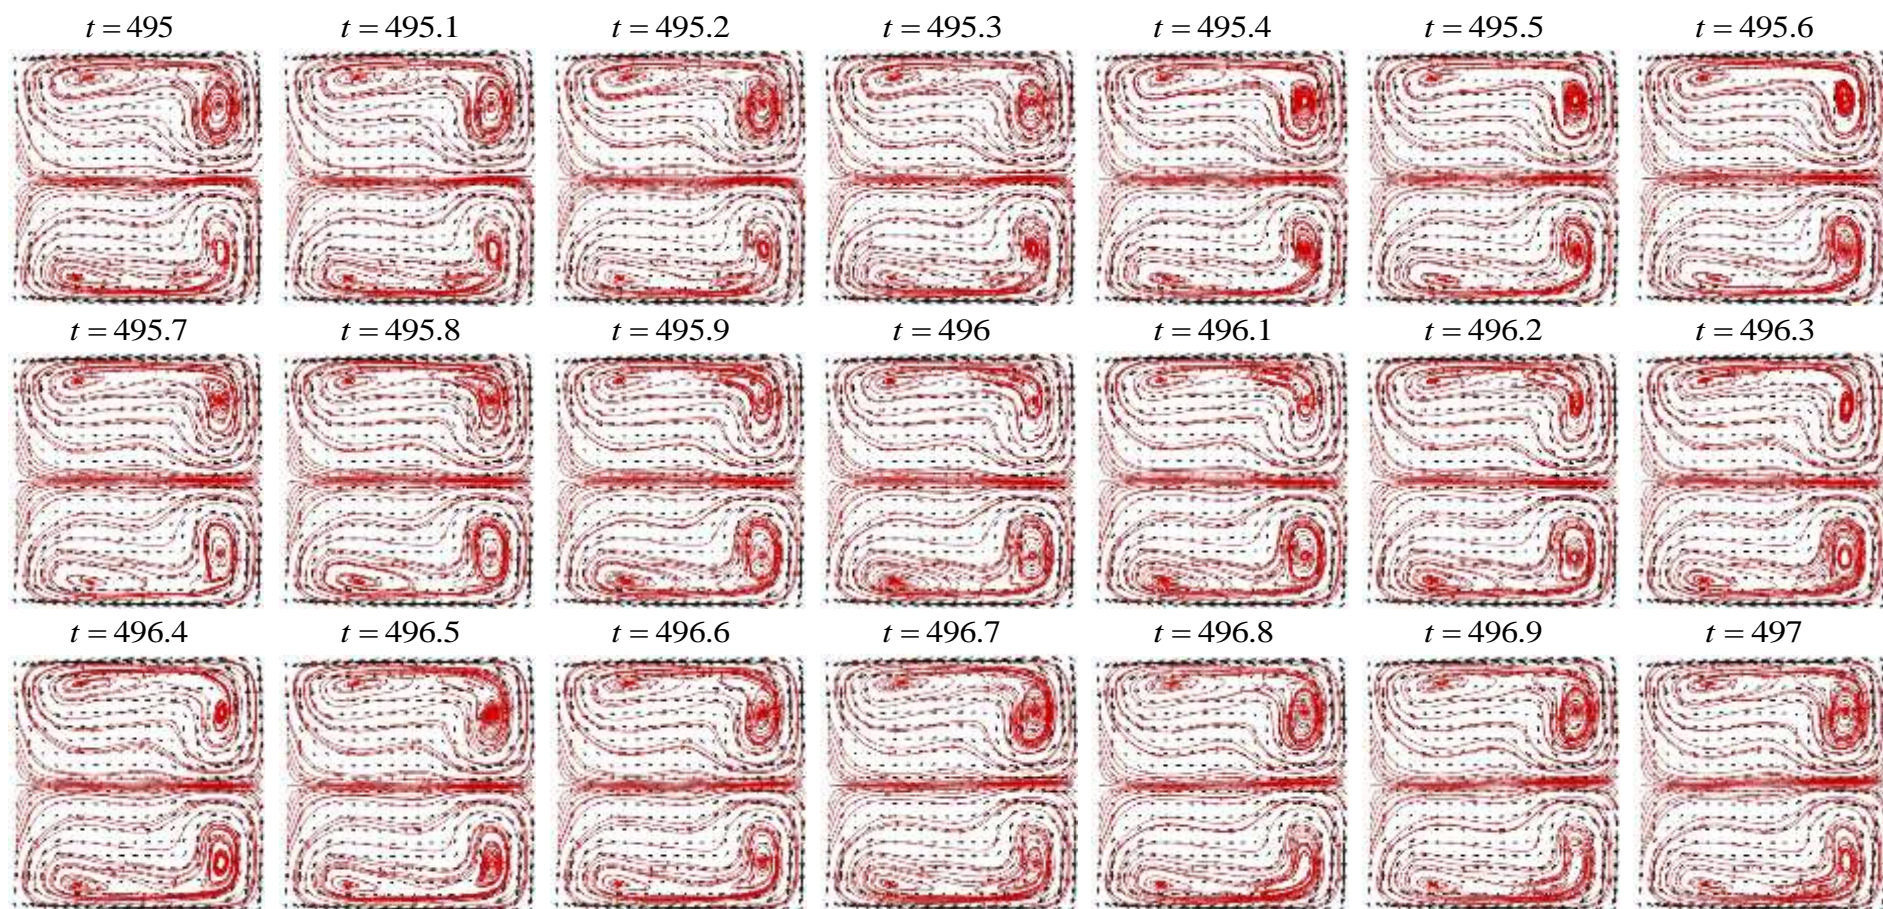 t = 495 t = 495.1 t = 495.2 t = 495.3 t = 495.4 t = 495.5 t = 495.6
t = 495.7 t = 495.8 t = 495.9 t = 496 t = 496.1 t = 496.2 t = 496.3
t = 496.4 t = 496.5 t = 496.6 t = 496.7 t = 496.8 t = 496.9 t = 497